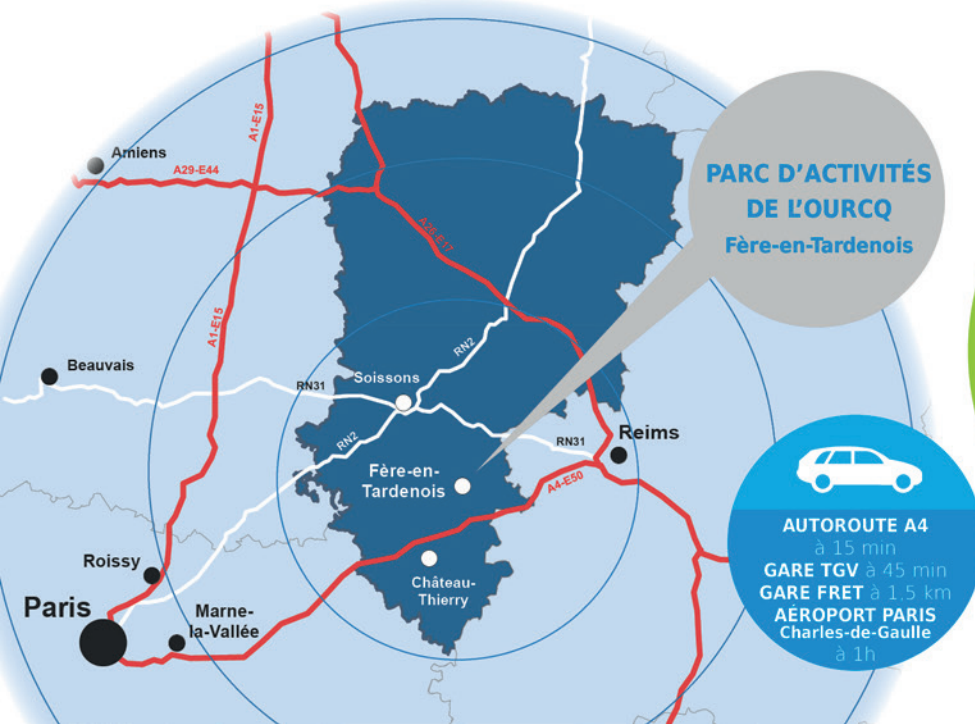 Amiens
A29-E44
A1-E15
A26-E17
PARC D’ACTIVITÉS
DE L’OURCQ
Fère-en-Tardenois
A1-E15
Beauvais
RN31
Soissons
RN2
RN2
RN31
Reims
Fère-en-
Tardenois
A4-E50
Roissy
Paris
Marne-
la-Vallée
Château-
Thierry
AUTOROUTE A4
à 15 min
GARE TGV à 45 min
GARE FRET à 1.5 km
AÉROPORT PARIS
Charles-de-Gaulle
à 1h